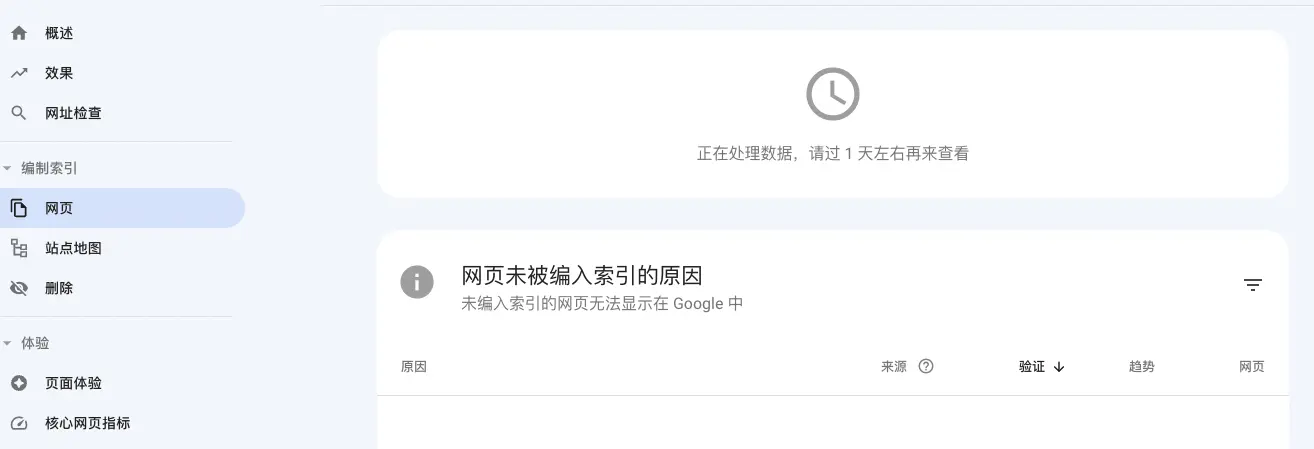 概述
效果
网址检查
编制索引
网页
站点地图
删除
体验
页面体验
核心网页指标
正在处理数据，请过 1 天左右再来查看
网页未被编入索引的原因
未编入索引的网页无法显示在 Google 中
原因 来源 验证 趋势 网页